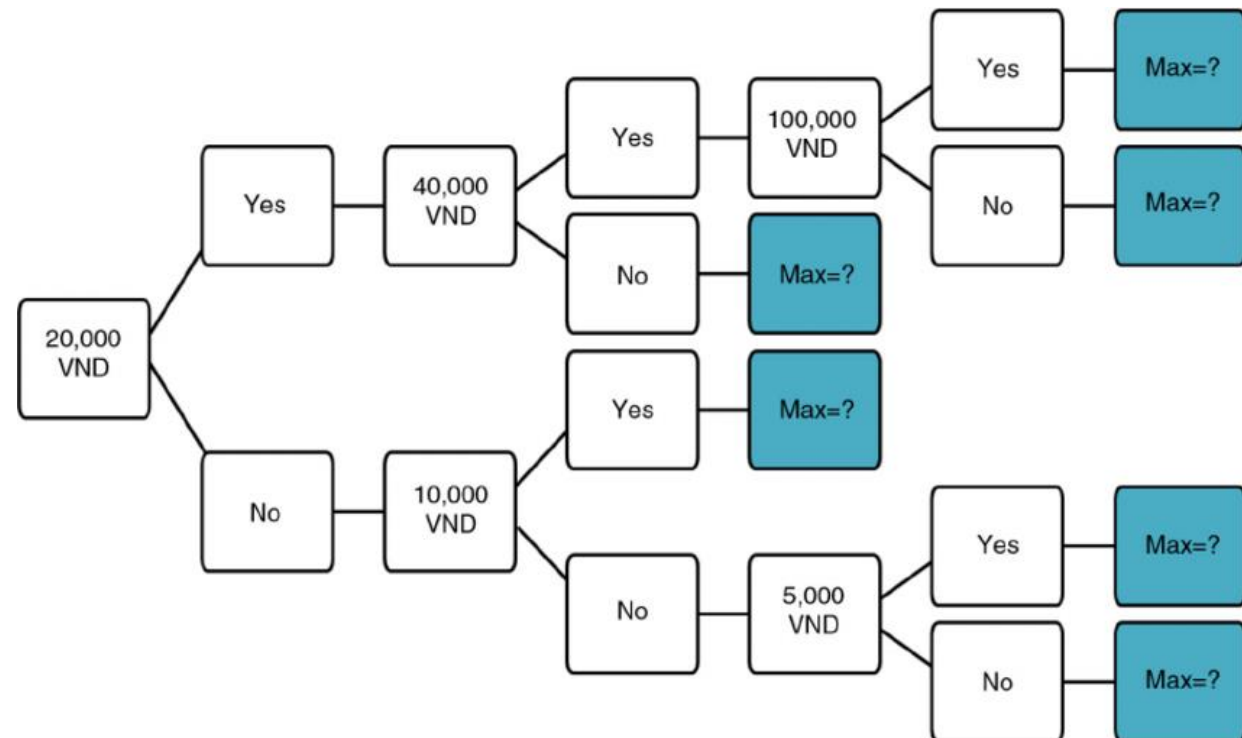 20,000
VND
Yes
40,000
VND
Yes
100,000
VND
Yes
Max=?
No
Max=?
No
Max=?
No
10,000
VND
Yes
Max=?
No
5,000
VND
Yes
Max=?
No
Max=?